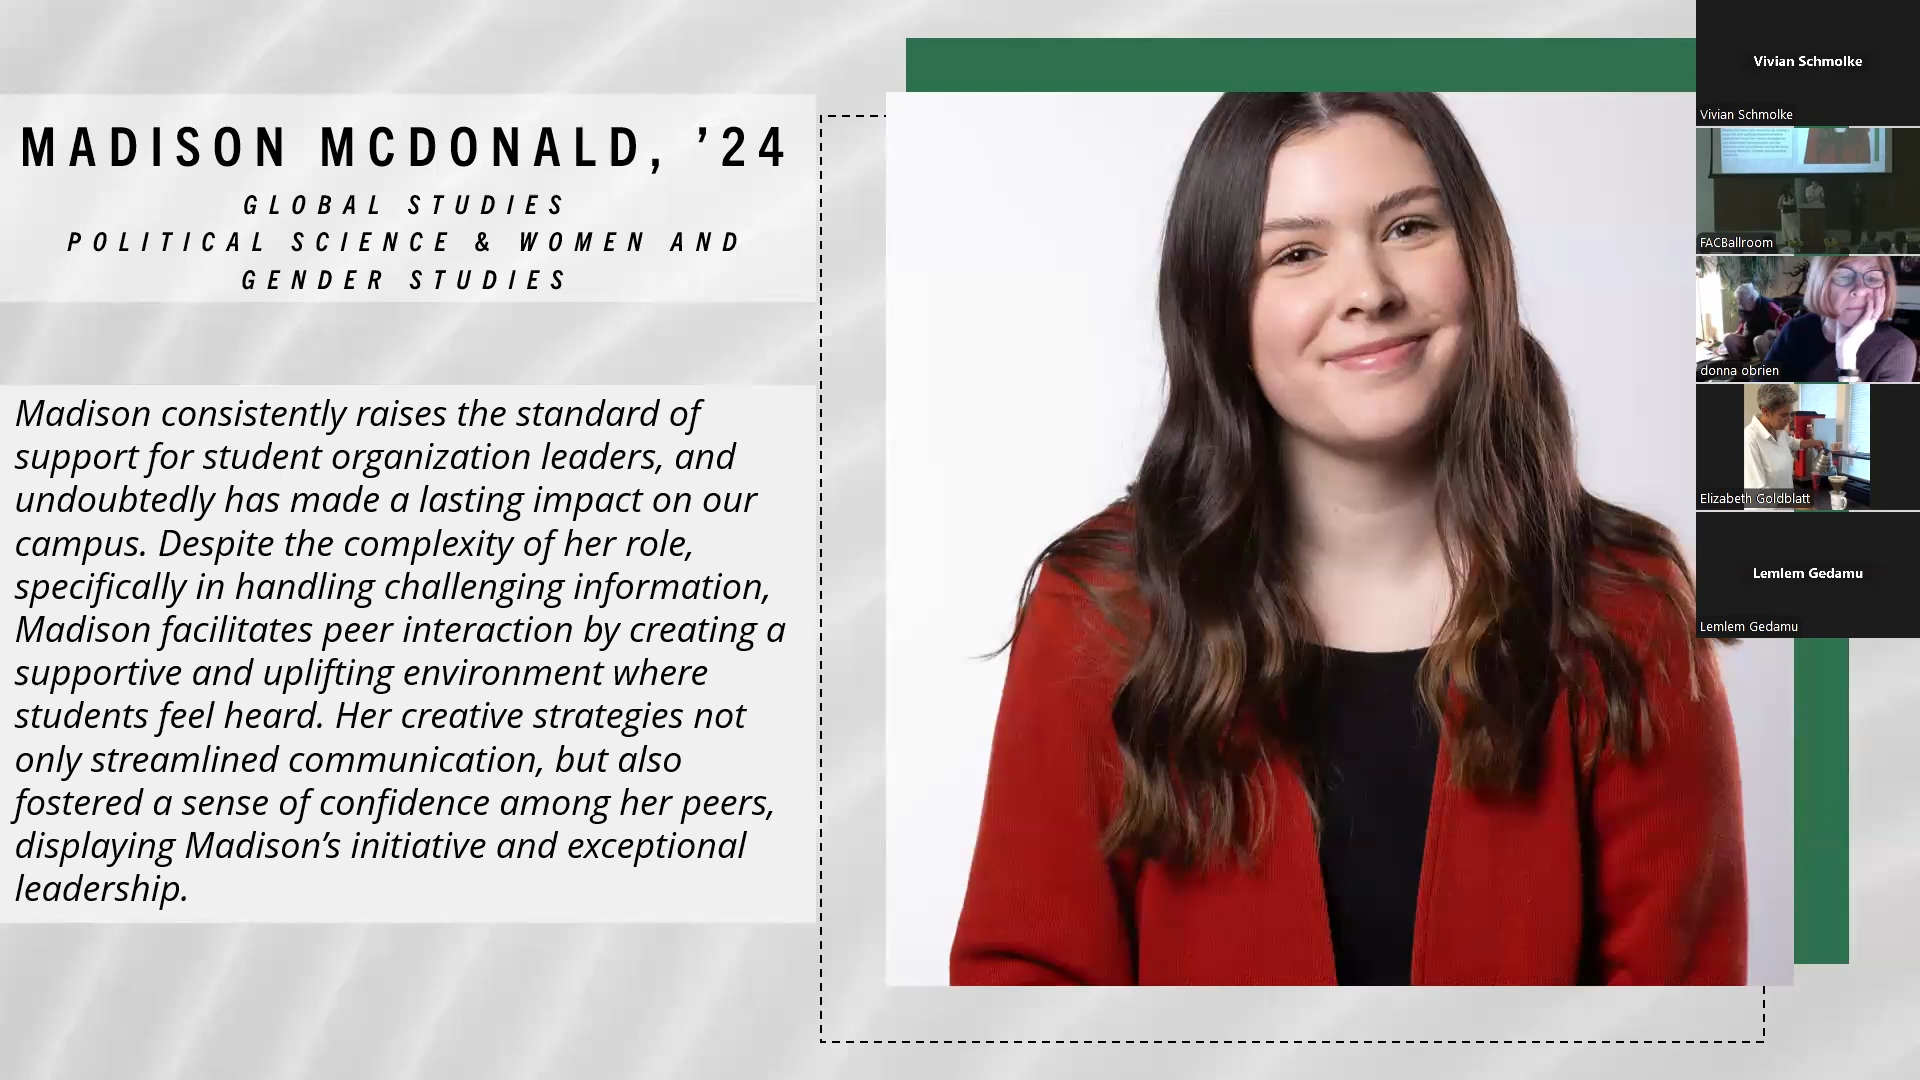 MADISON MCDONALD, ’24
GLOBAL STUDIES
POLITICAL SCIENCE & WOMEN AND
GENDER STUDIES
Madison consistently raises the standard of
support for student organization leaders, and
undoubtedly has made a lasting impact on our
campus. Despite the complexity of her role,
specifically in handling challenging information,
Madison facilitates peer interaction by creating a
supportive and uplifting environment where
students feel heard. Her creative strategies not
only streamlined communication, but also
fostered a sense of confidence among her peers,
displaying Madison’s initiative and exceptional
leadership.
Vivian Schmolke
Vivian Schmolke
FACBallroom
donna obrien
Elizabeth Goldblatt
Lemlem Gedamu
Lemlem Gedamu